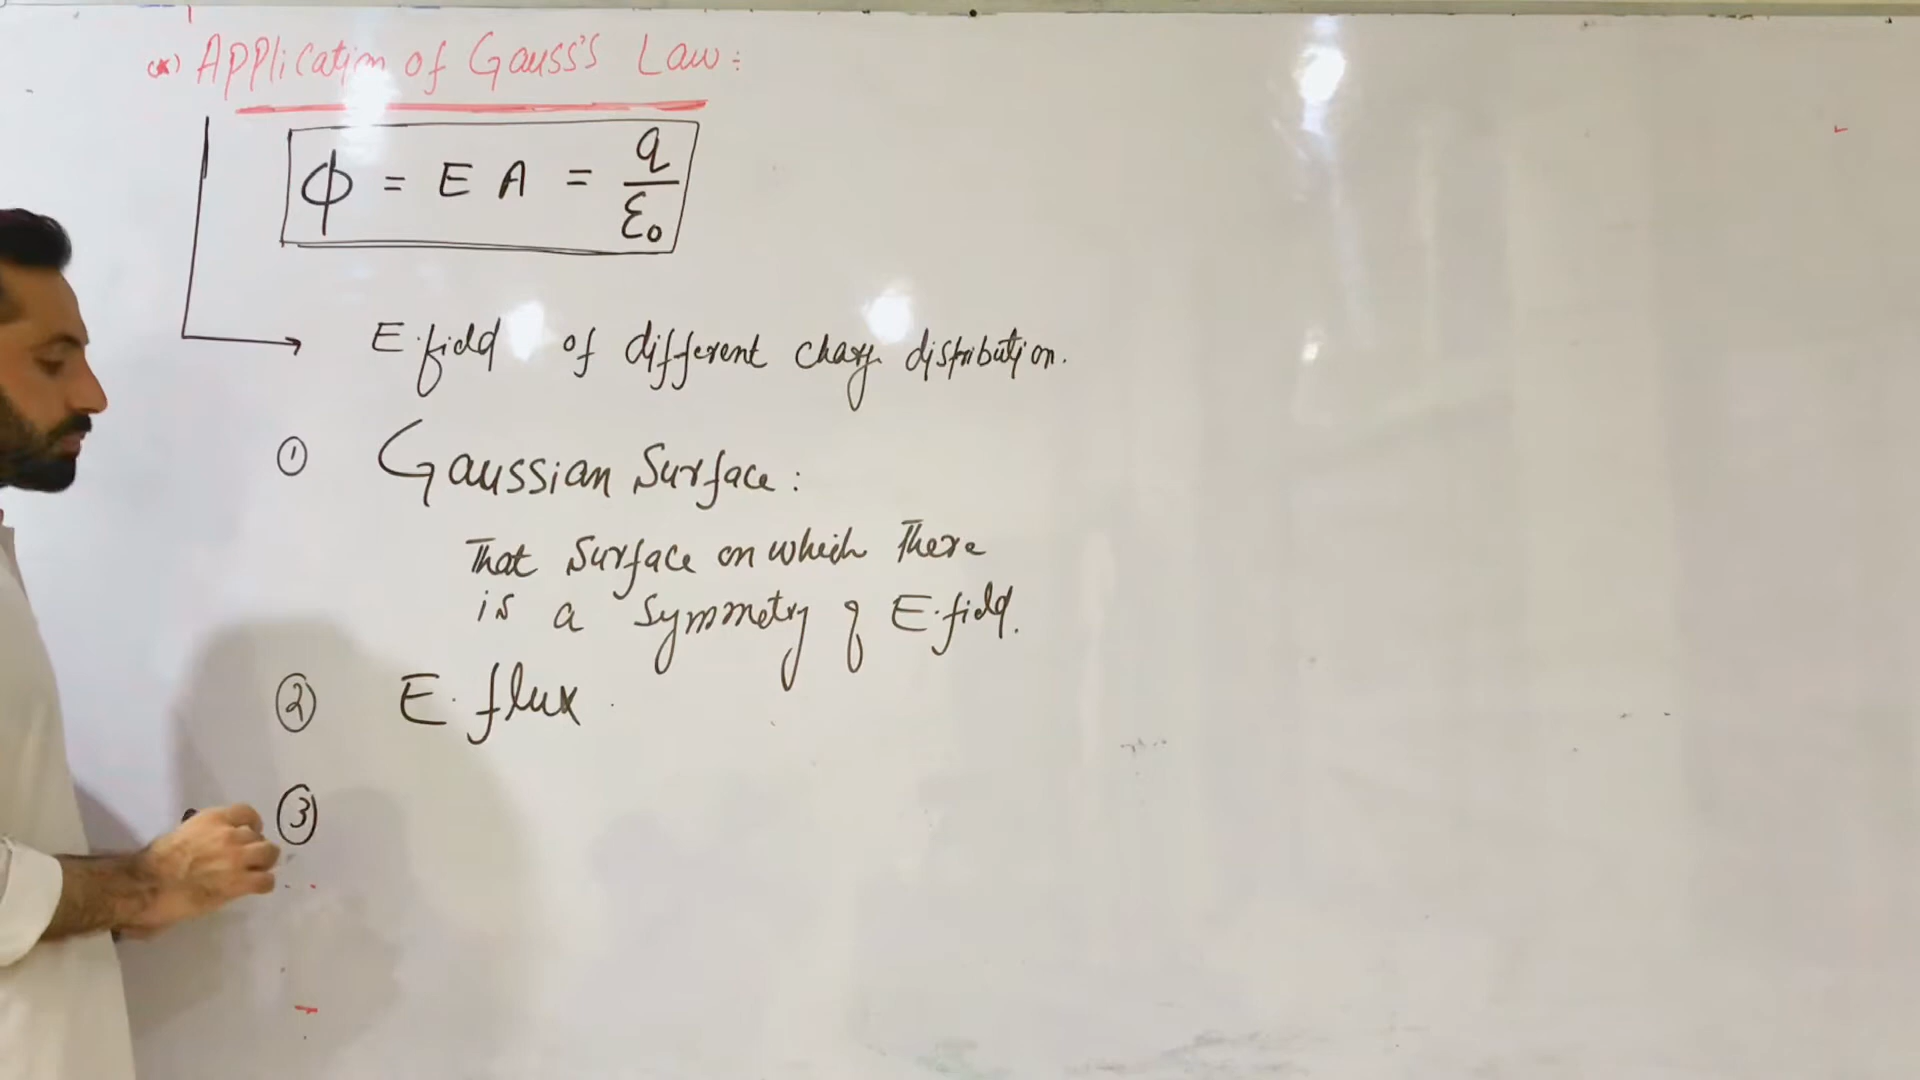 (*) Application of Gauss's Law :
ϕ = E A = q/ε₀
E.field of different charge distribution.
① Gaussian Surface :
That Surface on which There
is a Symmetry of E.field.
② E. flux
③